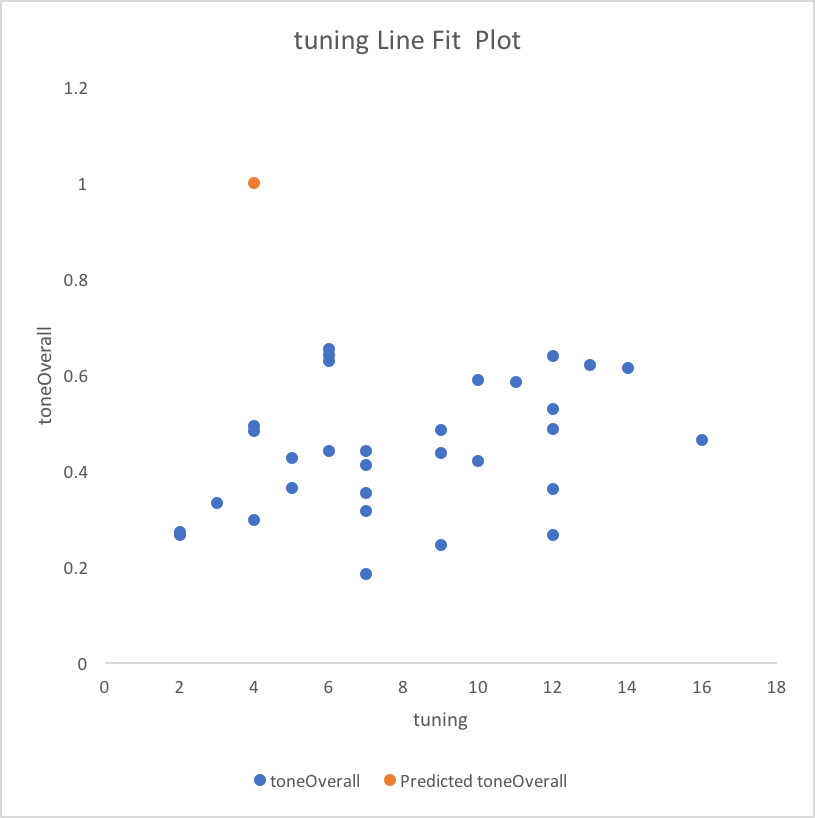 tuning Line Fit  Plot
1.2
1
0.8
0.6
0.4
0.2
0
toneOverall
0 2 4 6 8 10 12 14 16 18
tuning
toneOverall Predicted toneOverall